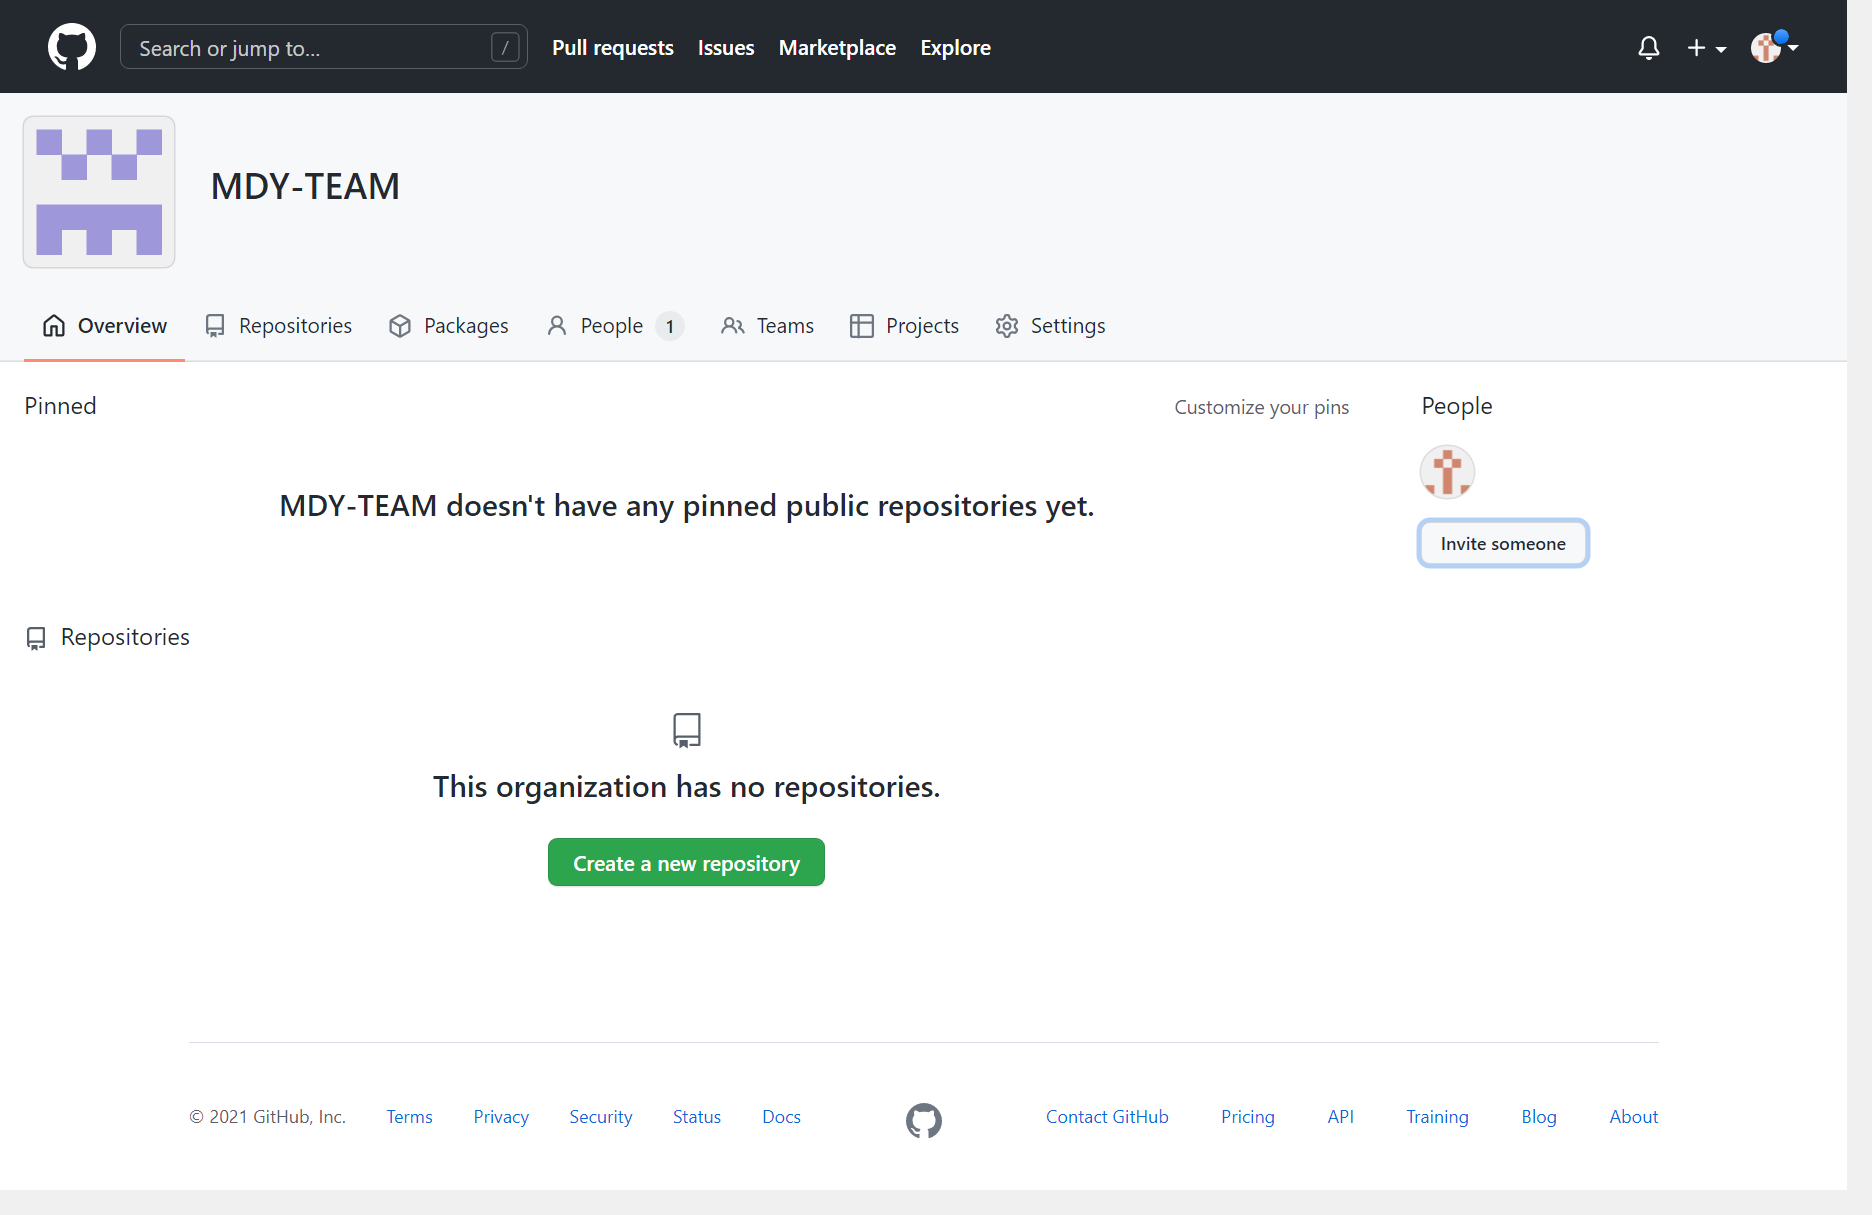 Search or jump to... /
Pull requests Issues Marketplace Explore
MDY-TEAM
Overview Repositories Packages People 1 Teams Projects Settings
Pinned
Customize your pins
People
MDY-TEAM doesn't have any pinned public repositories yet.
Invite someone
Repositories
This organization has no repositories.
Create a new repository
© 2021 GitHub, Inc. Terms Privacy Security Status Docs Contact GitHub Pricing API Training Blog About